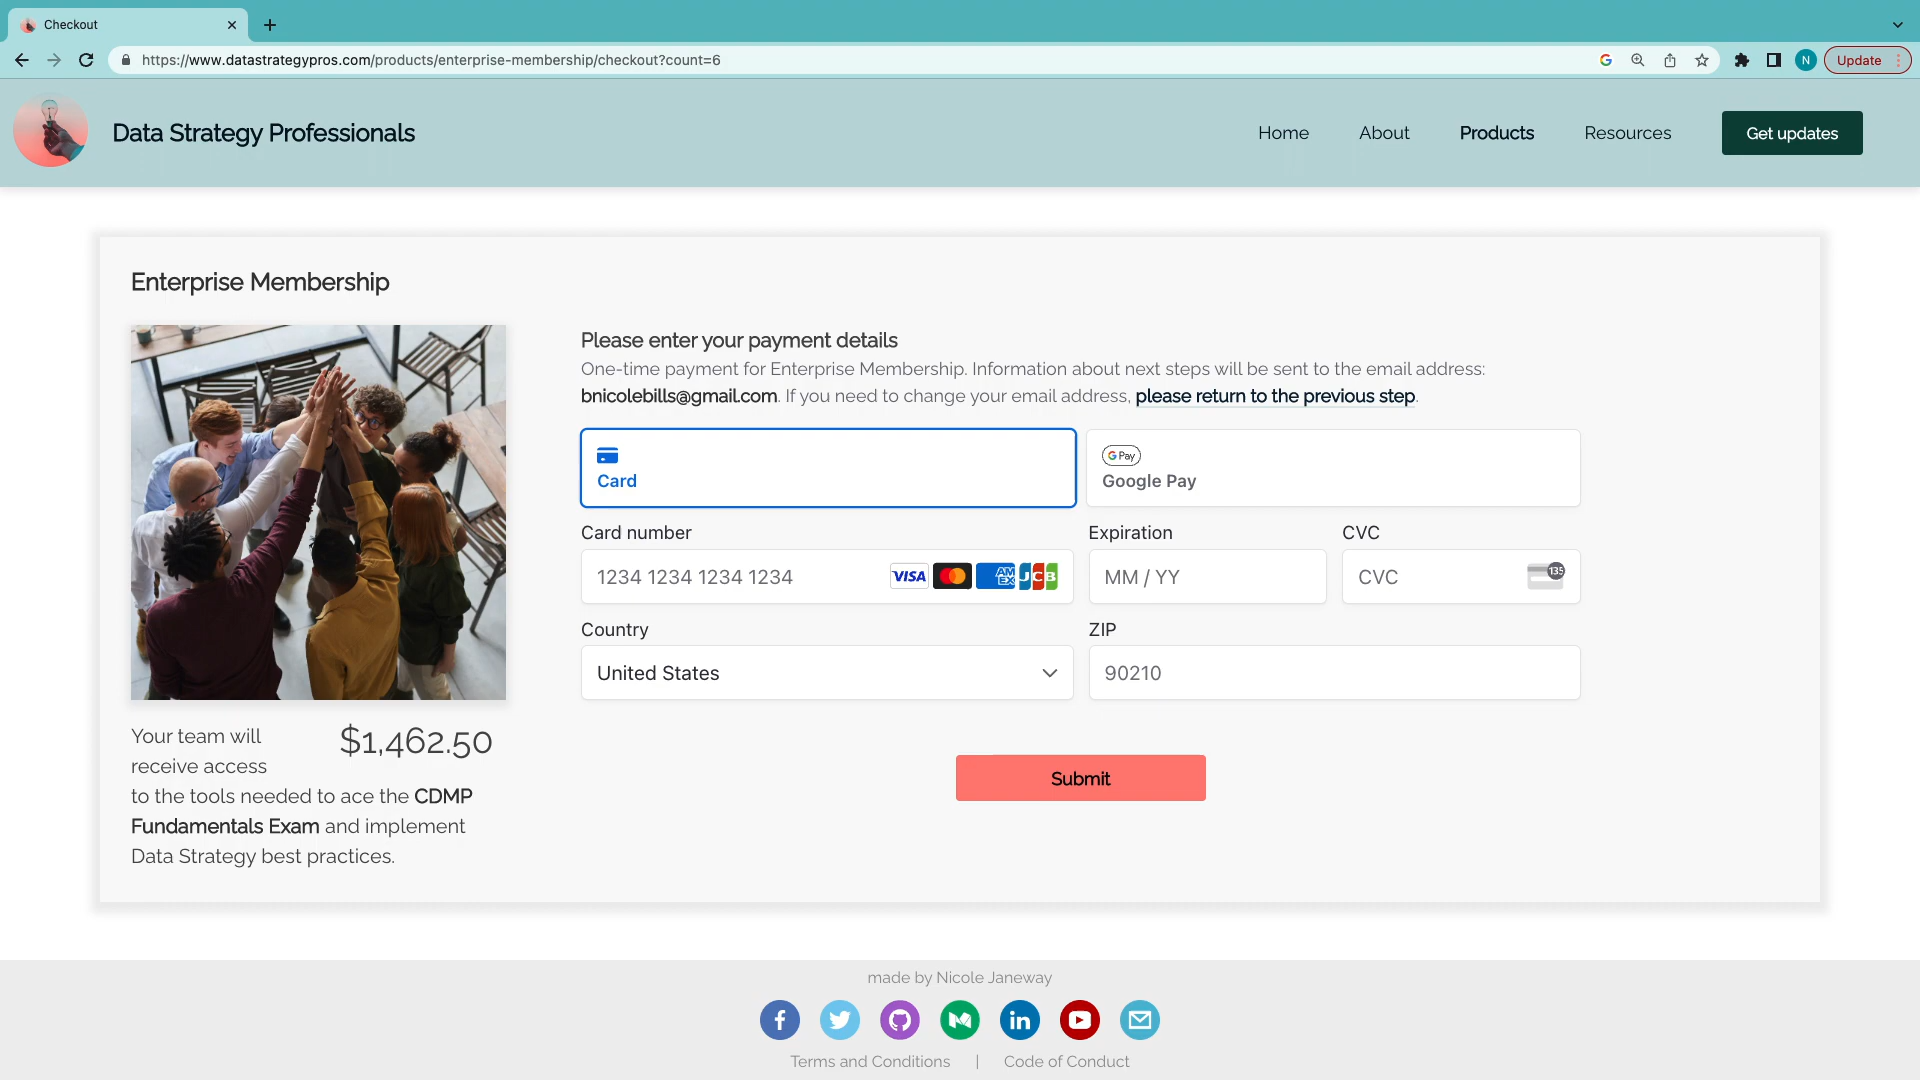 Checkout
https://www.datastrategypros.com/products/enterprise-membership/checkout?count=6
N
Update
Data Strategy Professionals
Home
About
Products
Resources
Get updates
Enterprise Membership
Please enter your payment details
One-time payment for Enterprise Membership. Information about next steps will be sent to the email address:
bnicolebills@gmail.com. If you need to change your email address, please return to the previous step.
Card
G Pay
Google Pay
Card number
Expiration
CVC
1234 1234 1234 1234
VISA
AMEX
JCB
MM / YY
CVC
135
Country
ZIP
United States
90210
Your team will
$1,462.50
receive access
to the tools needed to ace the CDMP
Fundamentals Exam and implement
Data Strategy best practices.
Submit
made by Nicole Janeway
Terms and Conditions | Code of Conduct